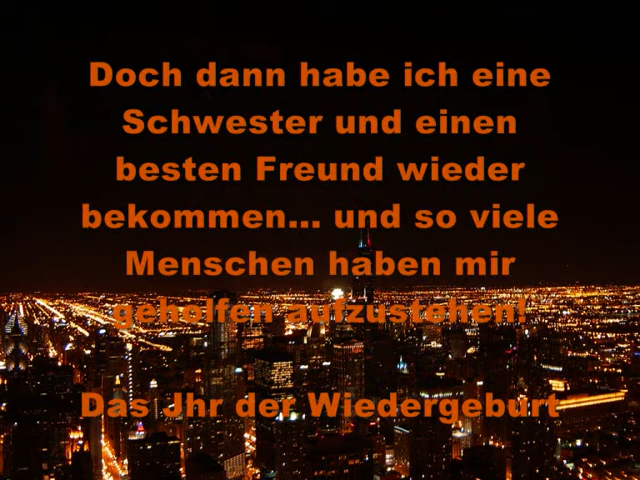 Doch dann habe ich eine
Schwester und einen
besten Freund wieder
bekommen... und so viele
Menschen haben mir
geholfen aufzustehen!
Das Jhr der Wiedergeburt